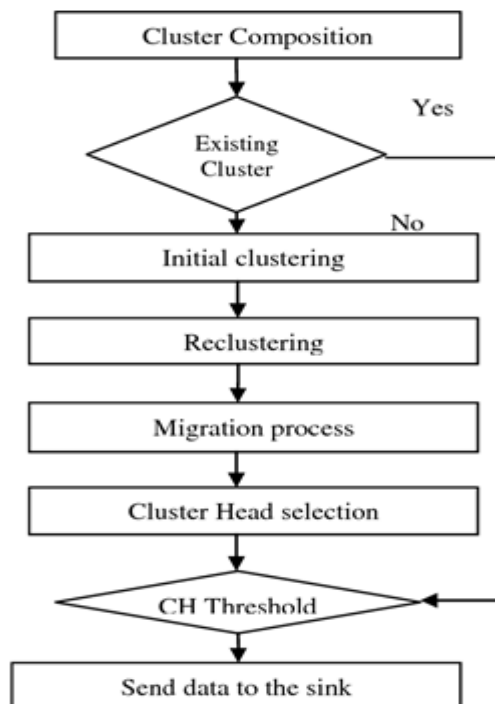 Cluster Composition
Yes
Existing
Cluster
No
Initial clustering
Reclustering
Migration process
Cluster Head selection
CH Threshold
Send data to the sink